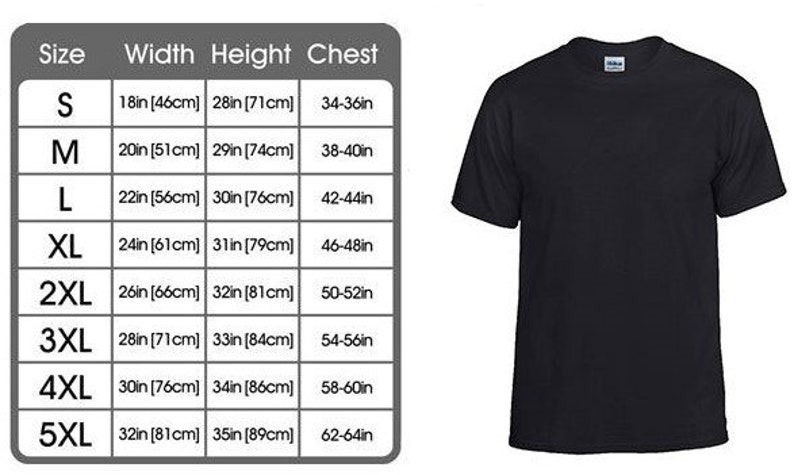 Size Width Height Chest
S 18in [46cm] 28in [71cm] 34-36in
M 20in [51cm] 29in [74cm] 38-40in
L 22in [56cm] 30in [76cm] 42-44in
XL 24in [61cm] 31in [79cm] 46-48in
2XL 26in [66cm] 32in [81cm] 50-52in
3XL 28in [71cm] 33in [84cm] 54-56in
4XL 30in [76cm] 34in [86cm] 58-60in
5XL 32in [81cm] 35in [89cm] 62-64in